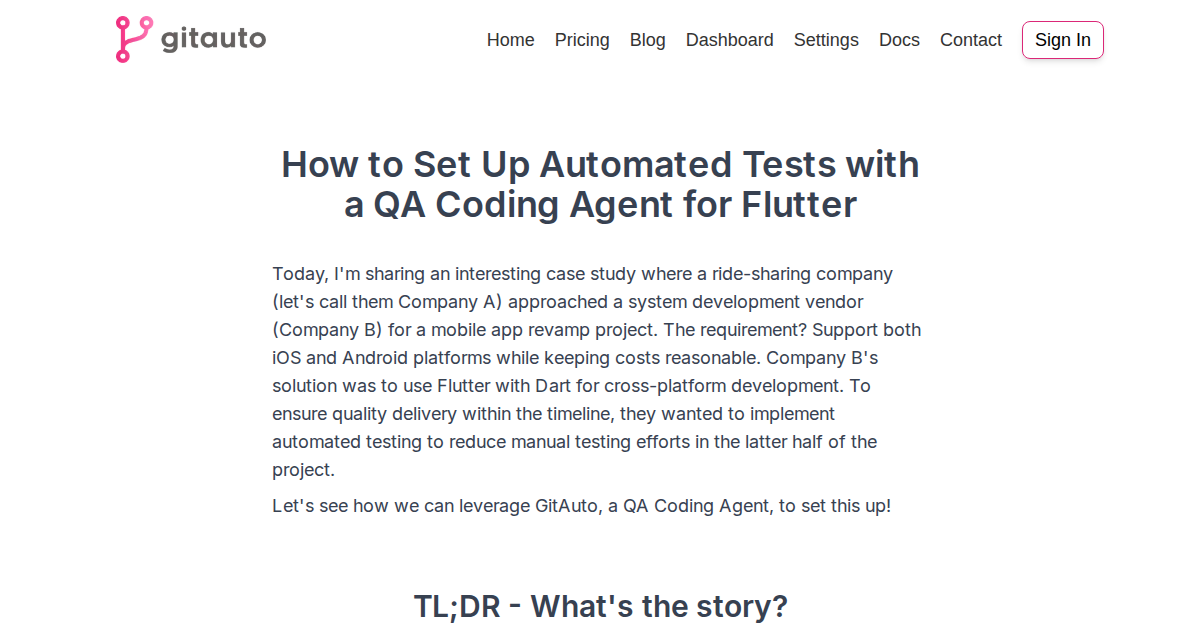 gitauto
Home Pricing Blog Dashboard Settings Docs Contact Sign In
How to Set Up Automated Tests with
a QA Coding Agent for Flutter
Today, I'm sharing an interesting case study where a ride-sharing company
(let's call them Company A) approached a system development vendor
(Company B) for a mobile app revamp project. The requirement? Support both
iOS and Android platforms while keeping costs reasonable. Company B's
solution was to use Flutter with Dart for cross-platform development. To
ensure quality delivery within the timeline, they wanted to implement
automated testing to reduce manual testing efforts in the latter half of the
project.
Let's see how we can leverage GitAuto, a QA Coding Agent, to set this up!
TL;DR - What's the story?